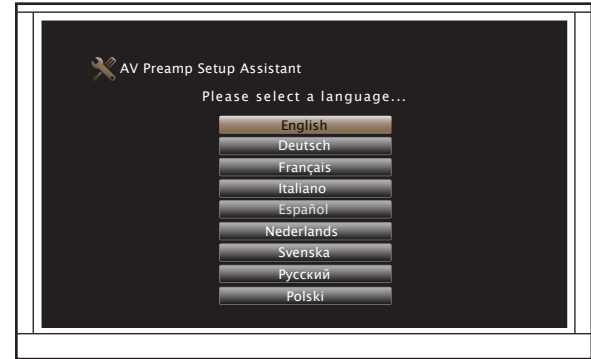 AV Preamp Setup Assistant
Please select a language...
English
Deutsch
Français
Italiano
Español
Nederlands
Svenska
Русский
Polski